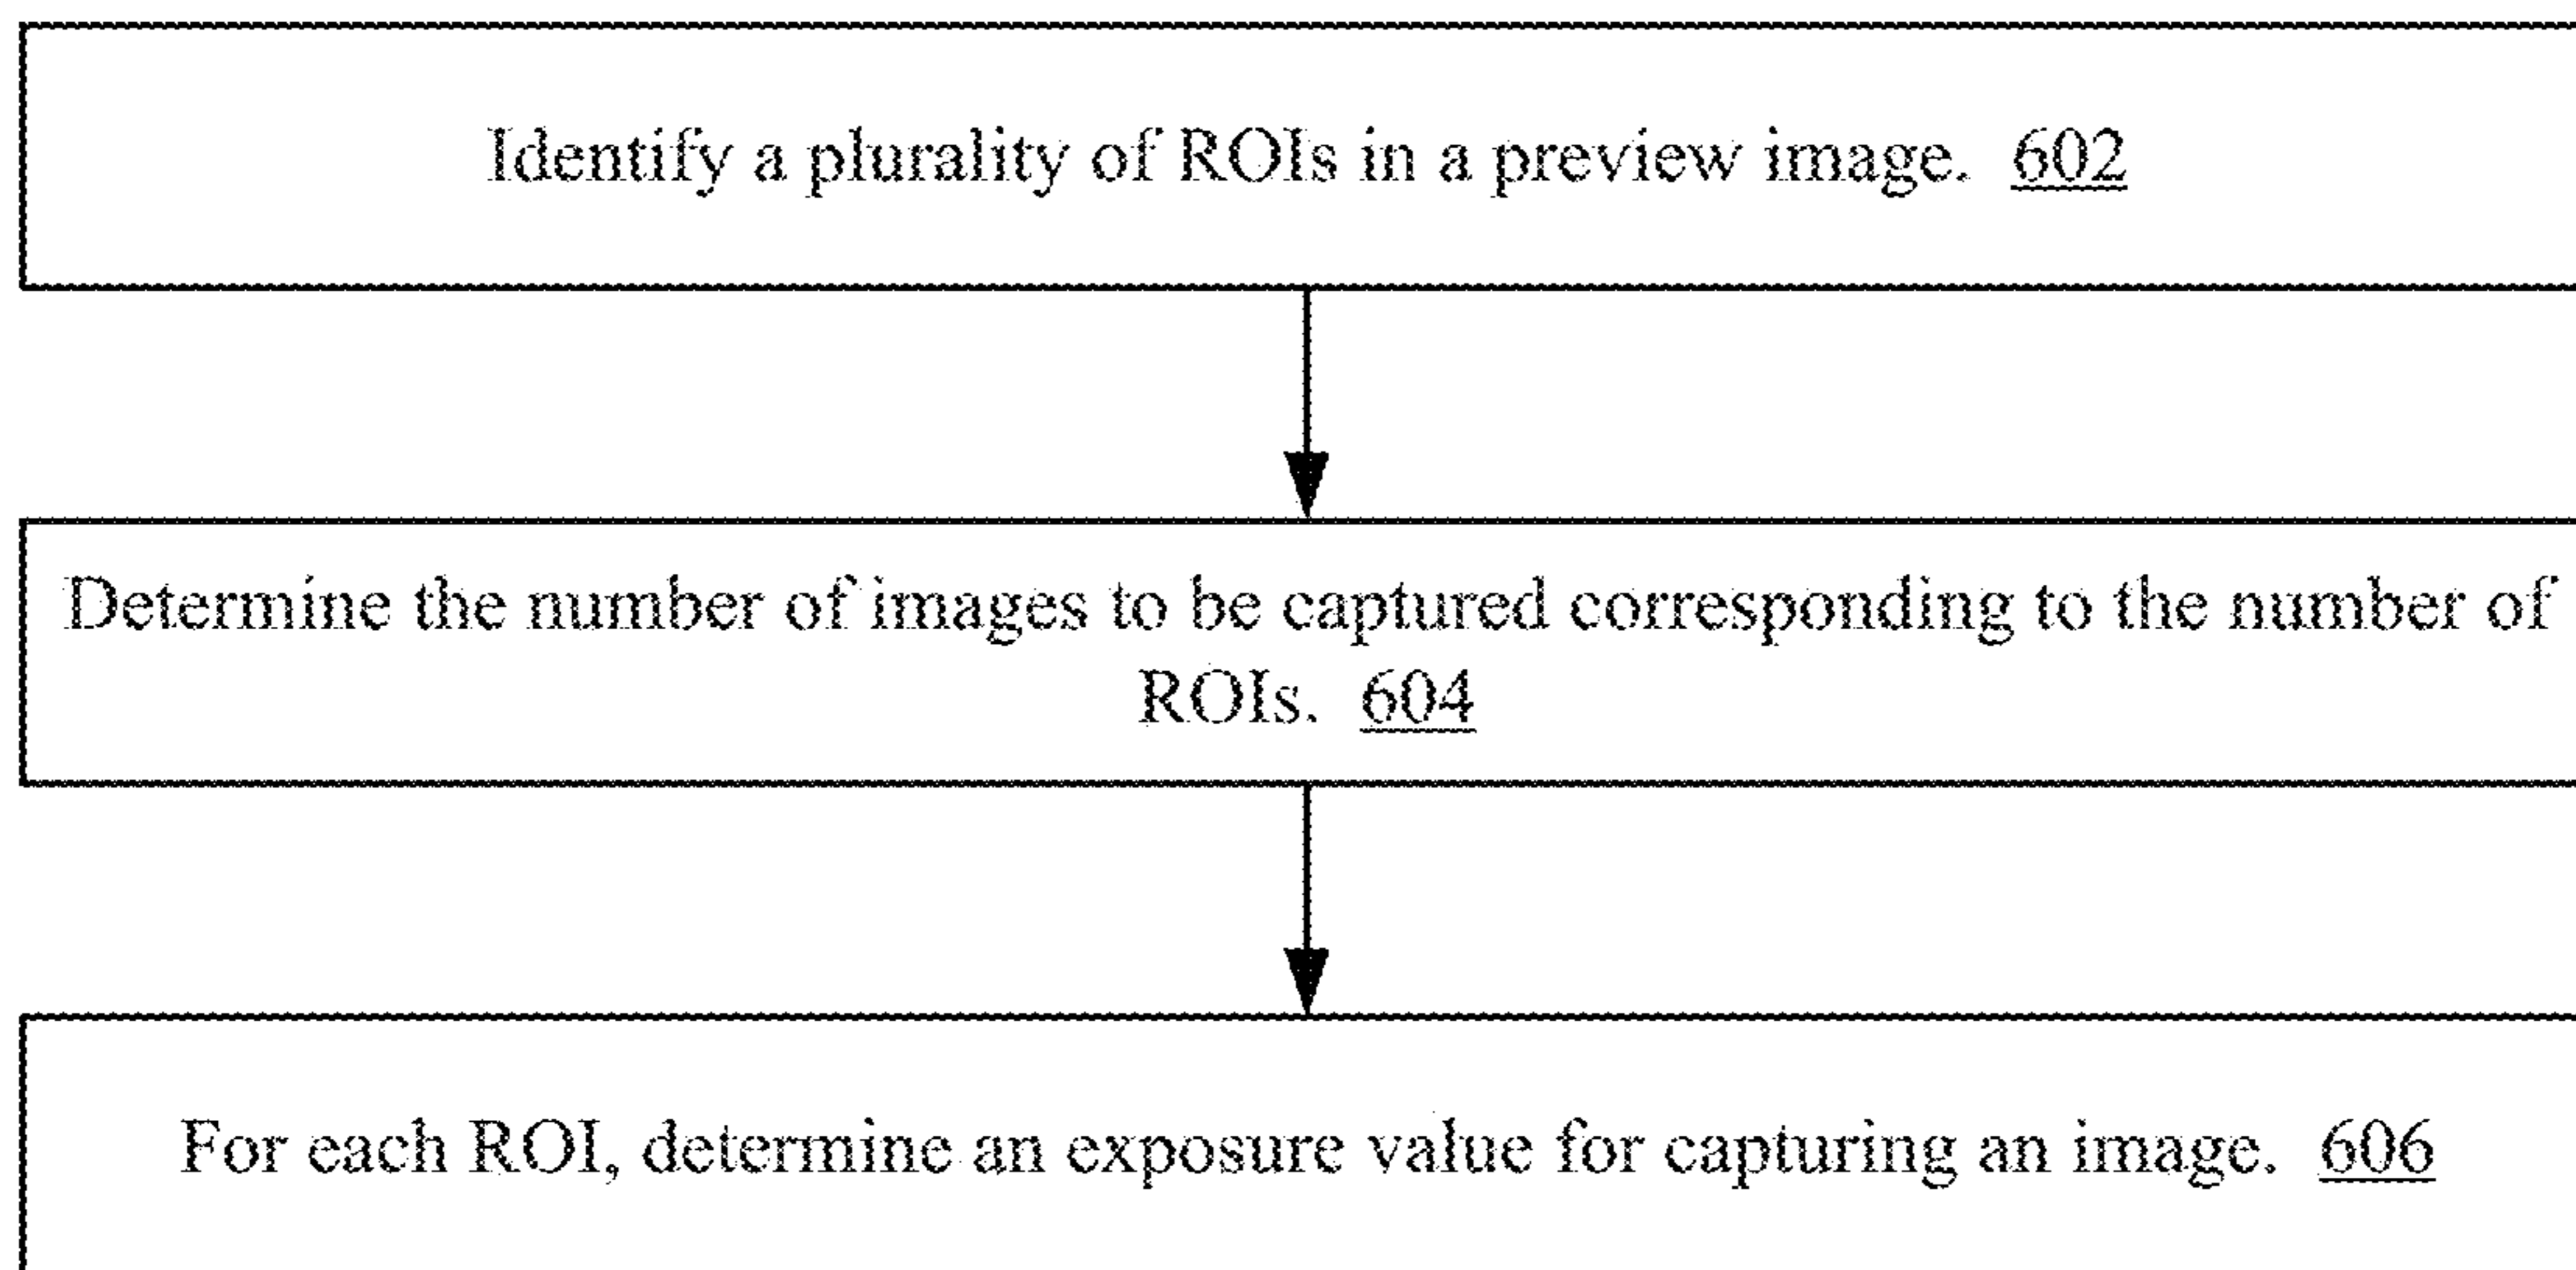 Identify a plurality of ROIs in a preview image. 602
Determine the number of images to be captured corresponding to the number of
ROIs. 604
For each ROI, determine an exposure value for capturing an image. 606